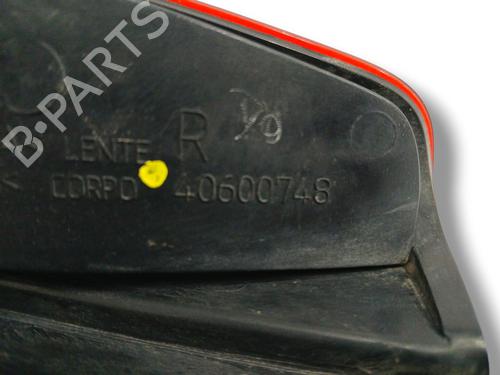 B-PARTS
LENTE R
< CORPO 40600748